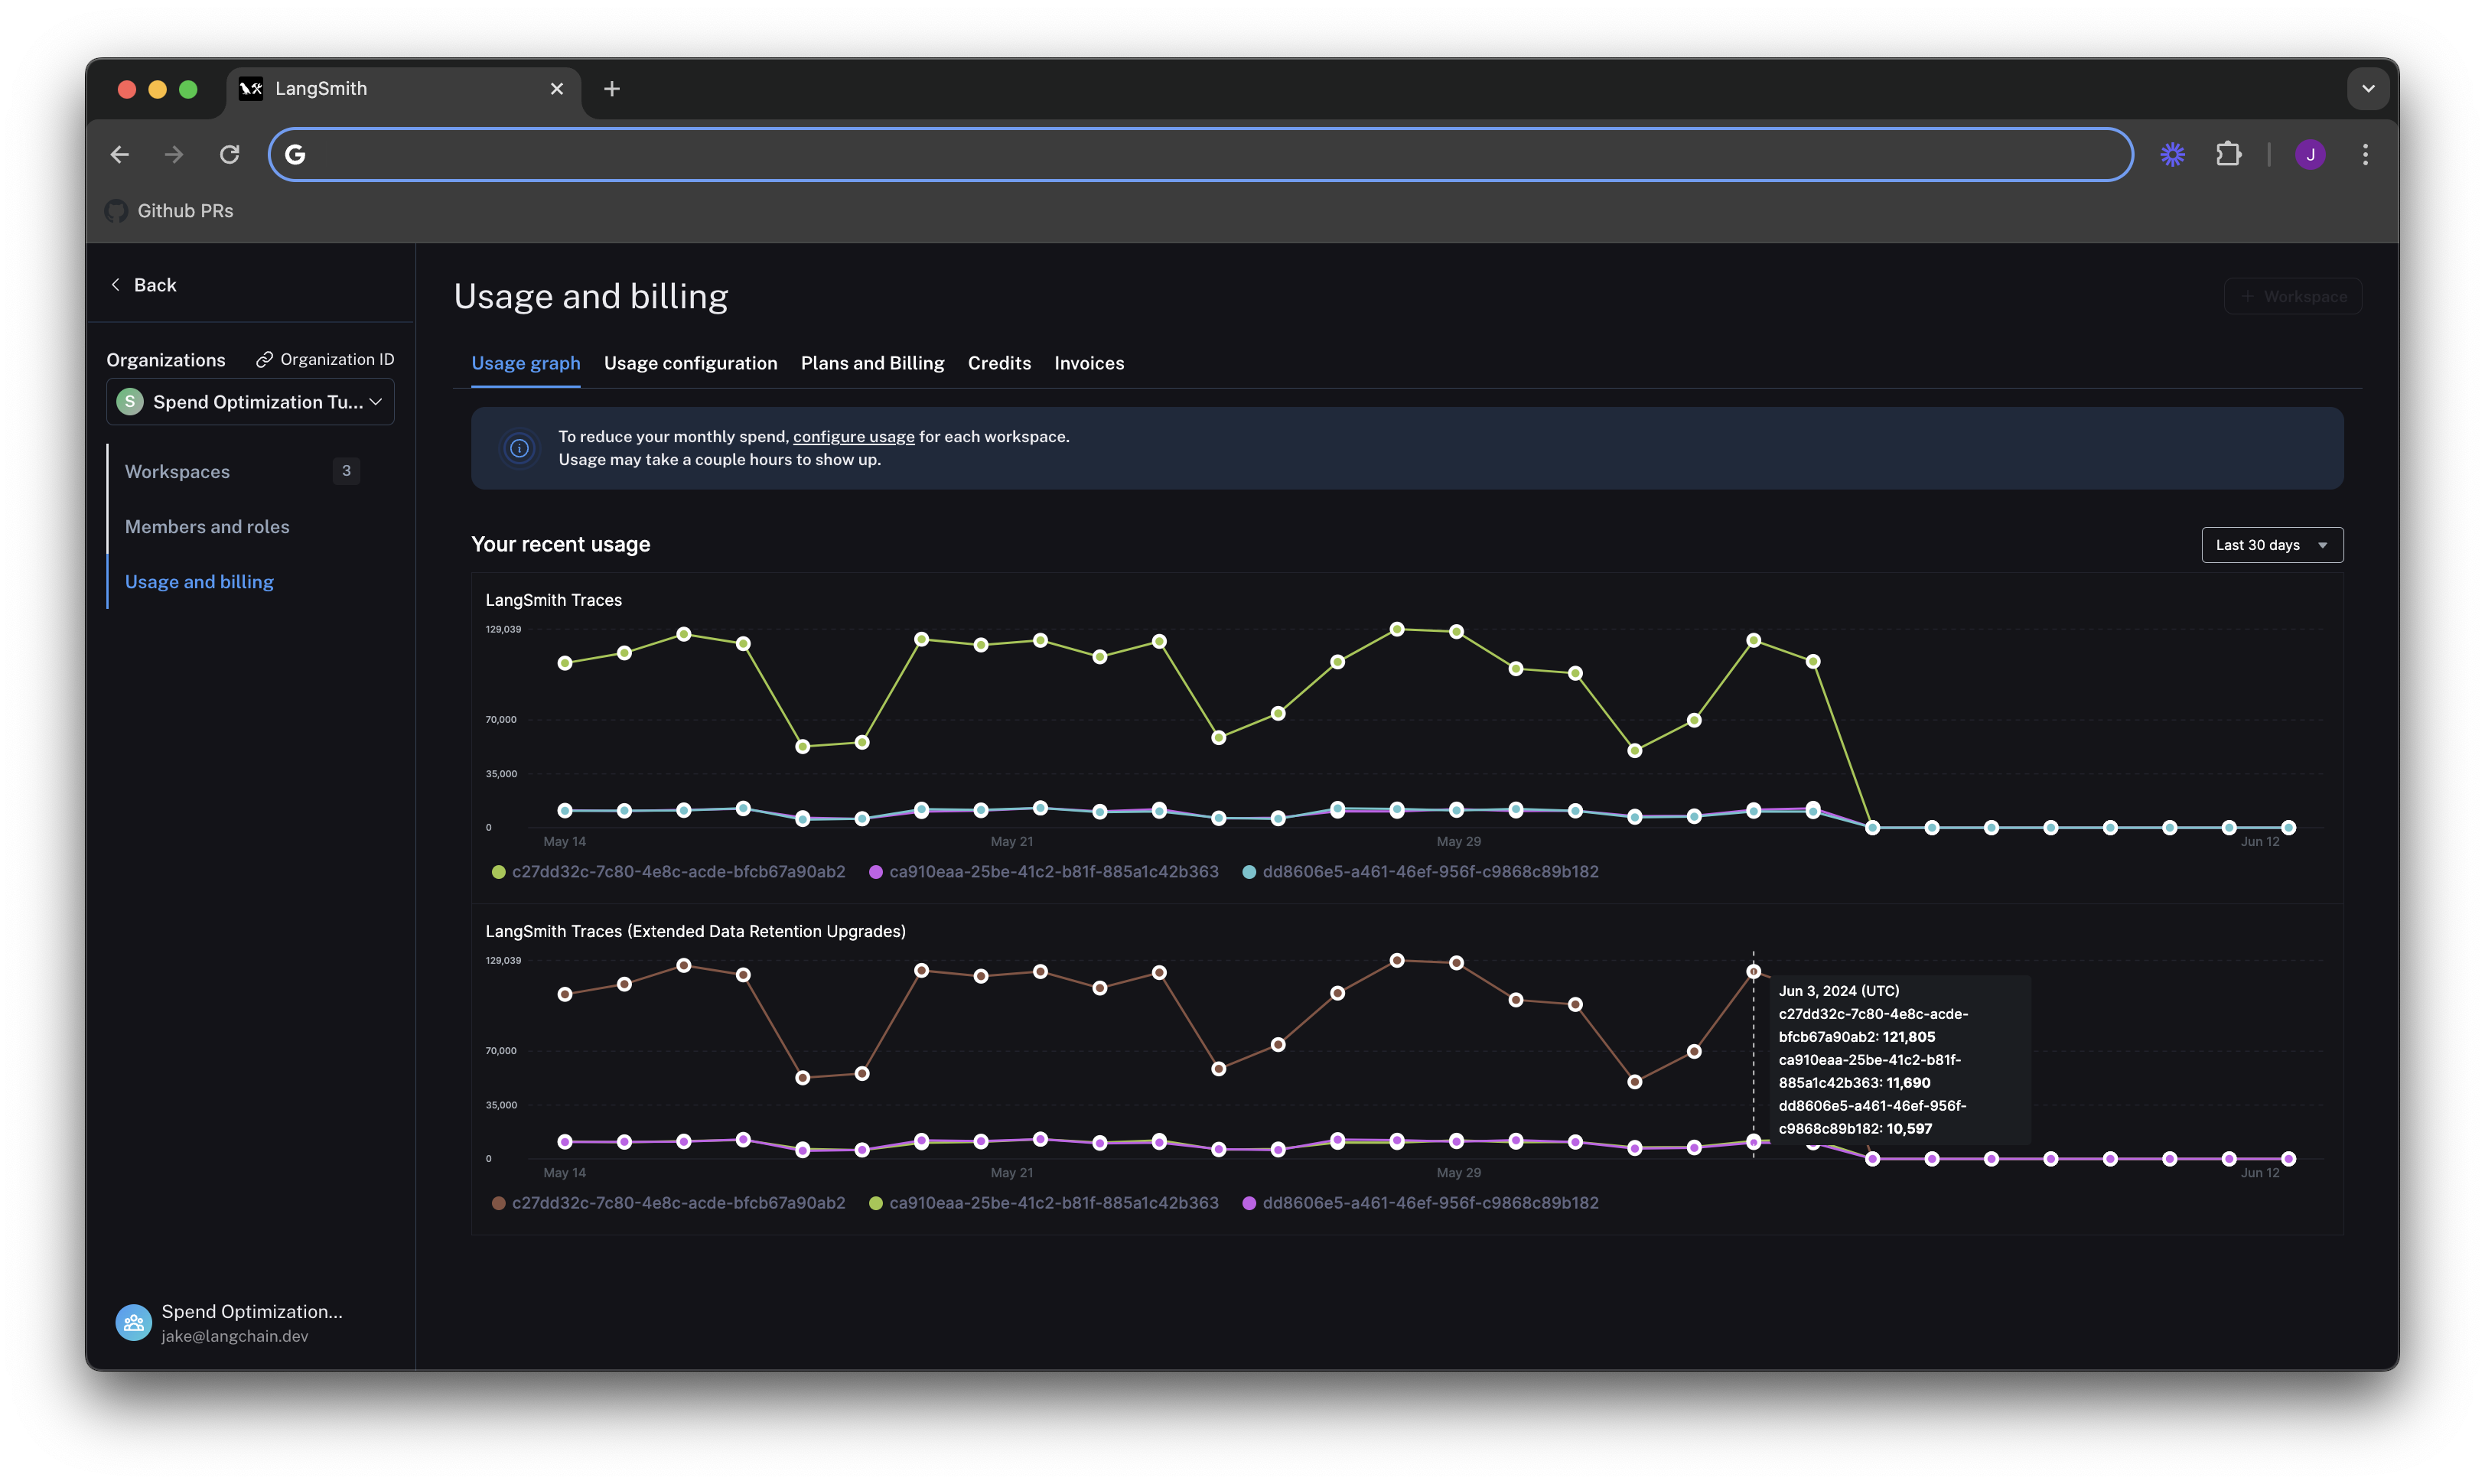 LangSmith
Github PRs
J
Back
Organizations
Organization ID
S
Spend Optimization Tu...
Workspaces
3
Members and roles
Usage and billing
Spend Optimization...
jake@langchain.dev
Usage and billing
+ Workspace
Usage graph
Usage configuration
Plans and Billing
Credits
Invoices
To reduce your monthly spend, configure usage for each workspace.
Usage may take a couple hours to show up.
Your recent usage
Last 30 days
LangSmith Traces
129,039
70,000
35,000
0
May 14
May 21
May 29
Jun 12
c27dd32c-7c80-4e8c-acde-bfcb67a90ab2
ca910eaa-25be-41c2-b81f-885a1c42b363
dd8606e5-a461-46ef-956f-c9868c89b182
LangSmith Traces (Extended Data Retention Upgrades)
129,039
70,000
35,000
0
Jun 3, 2024 (UTC)
c27dd32c-7c80-4e8c-acde-
bfcb67a90ab2: 121,805
ca910eaa-25be-41c2-b81f-
885a1c42b363: 11,690
dd8606e5-a461-46ef-956f-
c9868c89b182: 10,597
May 14
May 21
May 29
Jun 12
c27dd32c-7c80-4e8c-acde-bfcb67a90ab2
ca910eaa-25be-41c2-b81f-885a1c42b363
dd8606e5-a461-46ef-956f-c9868c89b182